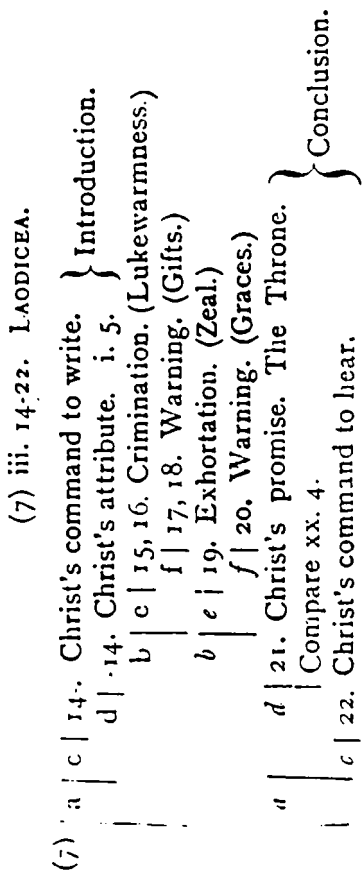 (7) iii. 14-22. LAODICEA.
(7) a | c | 14-. Christ's command to write. } Introduction.
d | -14. Christ's attribute. i. 5.
b | c | 15, 16. Crimination. (Lukewarmness.)
f | 17, 18. Warning. (Gifts.)
b | e | 19. Exhortation. (Zeal.)
f | 20. Warning. (Graces.)
a | d | 21. Christ's promise. The Throne. } Conclusion.
| Compare xx. 4.
c | 22. Christ's command to hear.